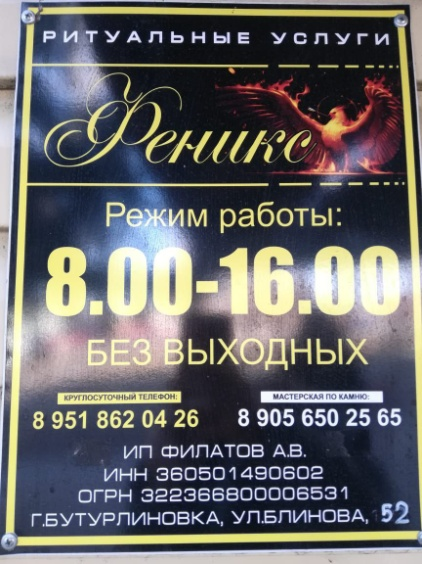 РИТУАЛЬНЫЕ УСЛУГИ
Феникс
Режим работы:
8.00-16.00
БЕЗ ВЫХОДНЫХ
КРУГЛОСУТОЧНЫЙ ТЕЛЕФОН: МАСТЕРСКАЯ ПО КАМНЮ:
8 951 862 04 26 8 905 650 25 65
ИП ФИЛАТОВ А.В.
ИНН 360501490602
ОГРН 322366800006531
Г.БУТУРЛИНОВКА, УЛ.БЛИНОВА, 52